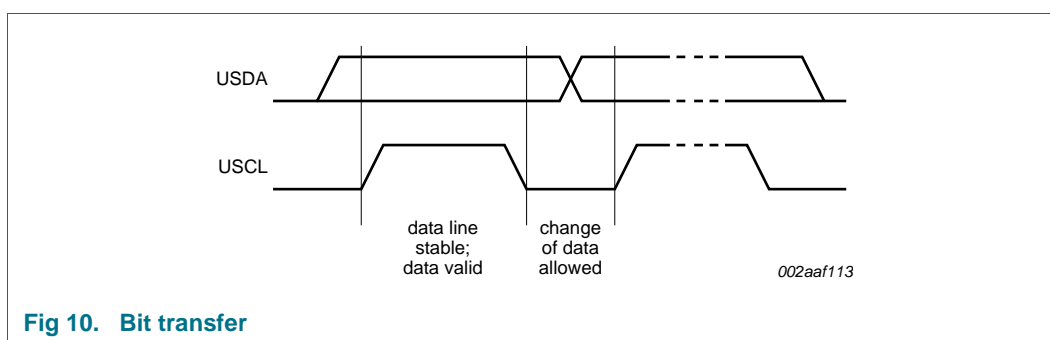 USDA
USCL
data line
stable;
data valid
change
of data
allowed
002aaf113
Fig 10. Bit transfer